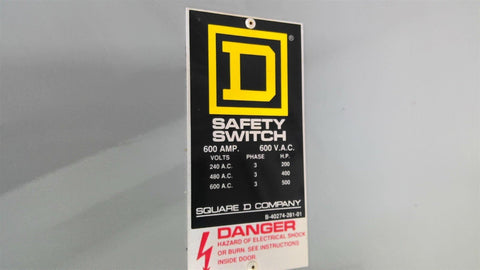 D ®
SAFETY
SWITCH
600 AMP. 600 V.A.C.
VOLTS PHASE H.P.
240 A.C. 3 200
480 A.C. 3 400
600 A.C. 3 500
SQUARE D COMPANY
B-40274-261-01
DANGER
HAZARD OF ELECTRICAL SHOCK
OR BURN. SEE INSTRUCTIONS
INSIDE DOOR.